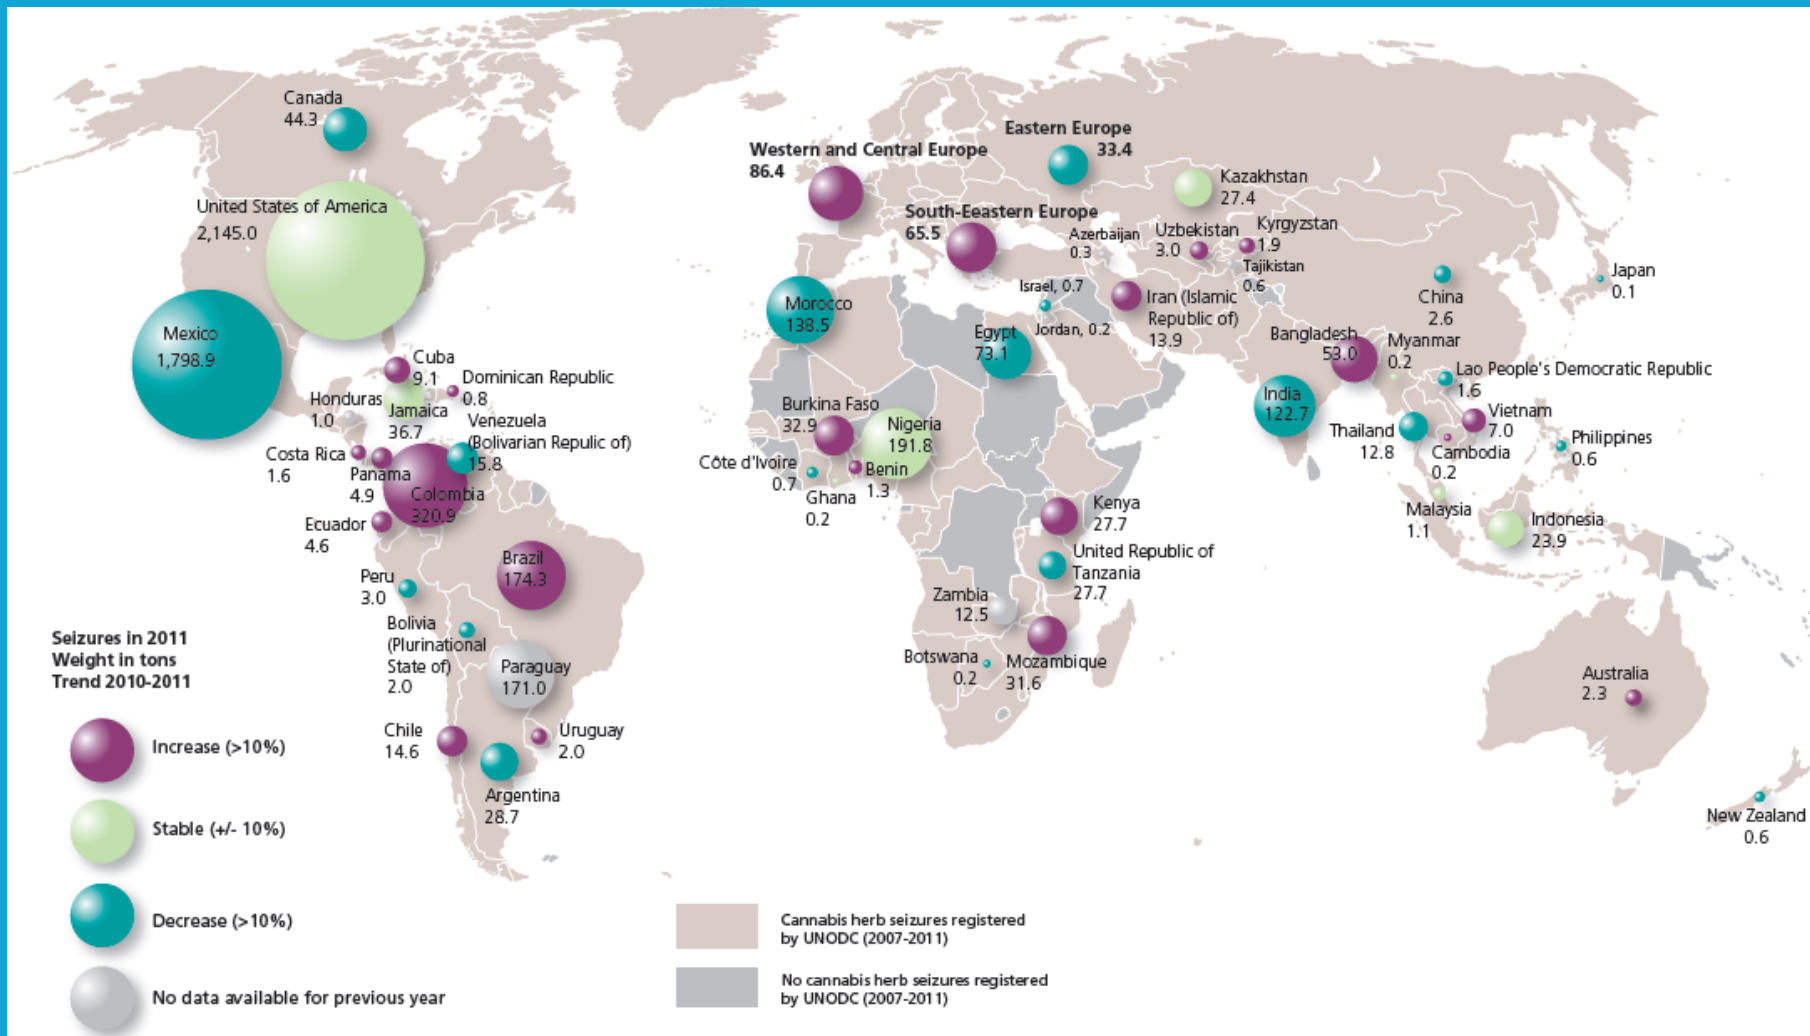 Canada
44.3
United States of America
2,145.0
Mexico
1,798.9
Cuba
9.1
Dominican Republic
0.8
Honduras
1.0
Jamaica
36.7
Venezuela
(Bolivarian Republic of)
15.8
Costa Rica
1.6
Panama
4.9
Colombia
320.9
Ecuador
4.6
Brazil
174.3
Peru
3.0
Bolivia
(Plurinational
State of)
2.0
Paraguay
171.0
Chile
14.6
Uruguay
2.0
Argentina
28.7
Western and Central Europe
86.4
Eastern Europe
33.4
South-Eeastern Europe
65.5
Kazakhstan
27.4
Azerbaijan
0.3
Uzbekistan
3.0
Kyrgyzstan
1.9
Tajikistan
0.6
Israel, 0.7
Jordan, 0.2
Iran (Islamic
Republic of)
13.9
Morocco
138.5
Egypt
73.1
Burkina Faso
32.9
Nigeria
191.8
Côte d'Ivoire
0.7
Ghana
0.2
Benin
1.3
Kenya
27.7
United Republic of
Tanzania
27.7
Zambia
12.5
Botswana
0.2
Mozambique
31.6
China
2.6
Japan
0.1
Bangladesh
53.0
Myanmar
0.2
India
122.7
Lao People's Democratic Republic
1.6
Thailand
12.8
Vietnam
7.0
Cambodia
0.2
Philippines
0.6
Malaysia
1.1
Indonesia
23.9
Australia
2.3
New Zealand
0.6
Seizures in 2011
Weight in tons
Trend 2010-2011
Increase (>10%)
Stable (+/- 10%)
Decrease (>10%)
No data available for previous year
Cannabis herb seizures registered
by UNODC (2007-2011)
No cannabis herb seizures registered
by UNODC (2007-2011)